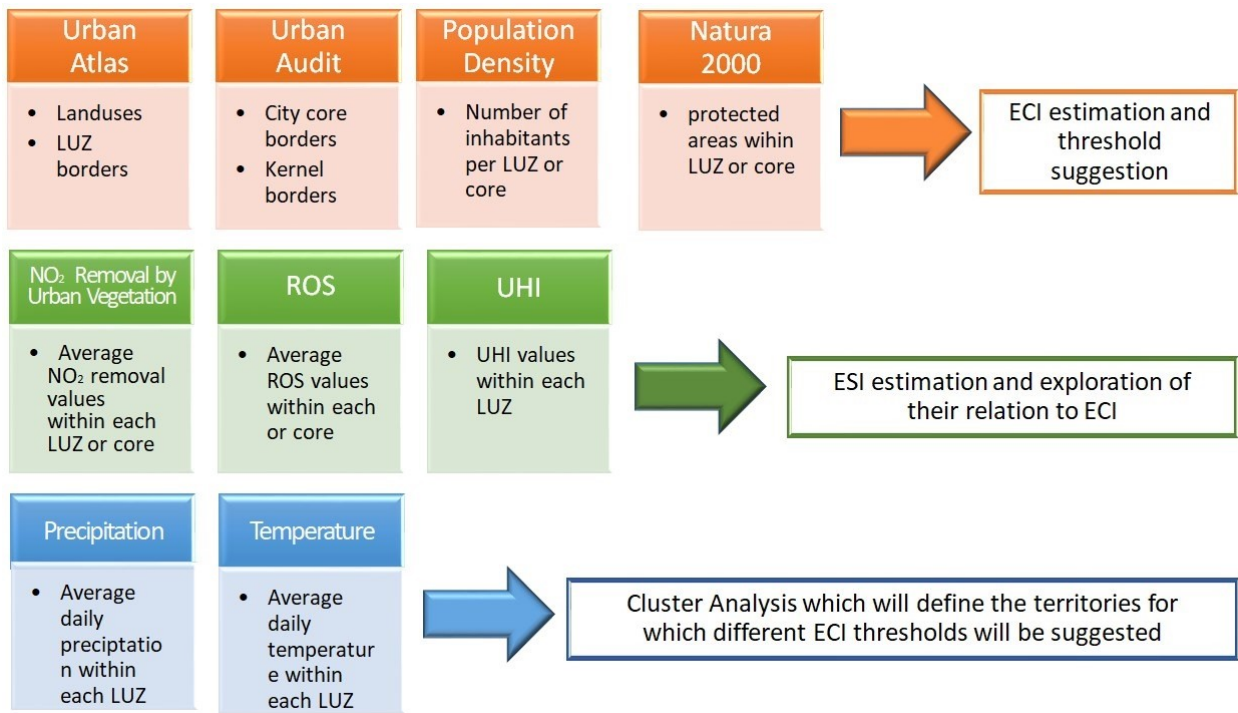 Urban
Atlas
• Landuses
• LUZ
borders
Urban
Audit
• City core
borders
• Kernel
borders
Population
Density
• Number of
inhabitants
per LUZ or
core
Natura
2000
• protected
areas wihin
LUZ or core
ECI estimation and
threshold
suggestion
NO₂ Removal by
Urban Vegetation
• Average
NO₂ removal
values
within each
LUZ or core
ROS
• Average
ROS values
within each
or core
UHI
• UHI values
within each
LUZ
ESI estimation and exploration of
their relation to ECI
Precipitation
• Average
daily
preciptatio
n within
each LUZ
Temperature
• Average
daily
temperatur
e within
each LUZ
Cluster Analysis which will define the territories for
which different ECI thresholds will be suggested